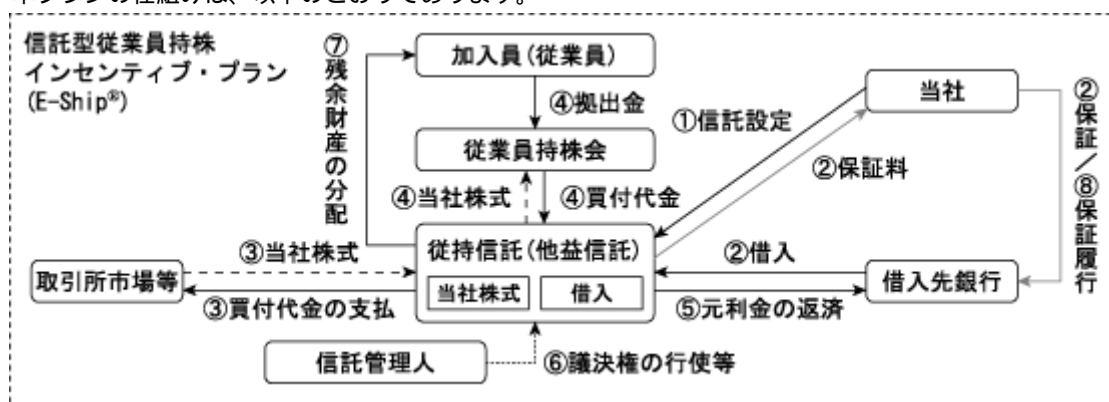 本プランの仕組みは、以下のとおりであります。
信託型従業員持株
インセンティブ・プラン
(E-Ship®)
⑦残余財産の分配
加入員(従業員)
④拠出金
従業員持株会
④当社株式
④買付代金
当社
①信託設定
②保証料
②保証/⑧保証履行
従持信託(他益信託)
当社株式
借入
③当社株式
取引所市場等
③買付代金の支払
②借入
借入先銀行
⑤元利金の返済
信託管理人
⑥議決権の行使等